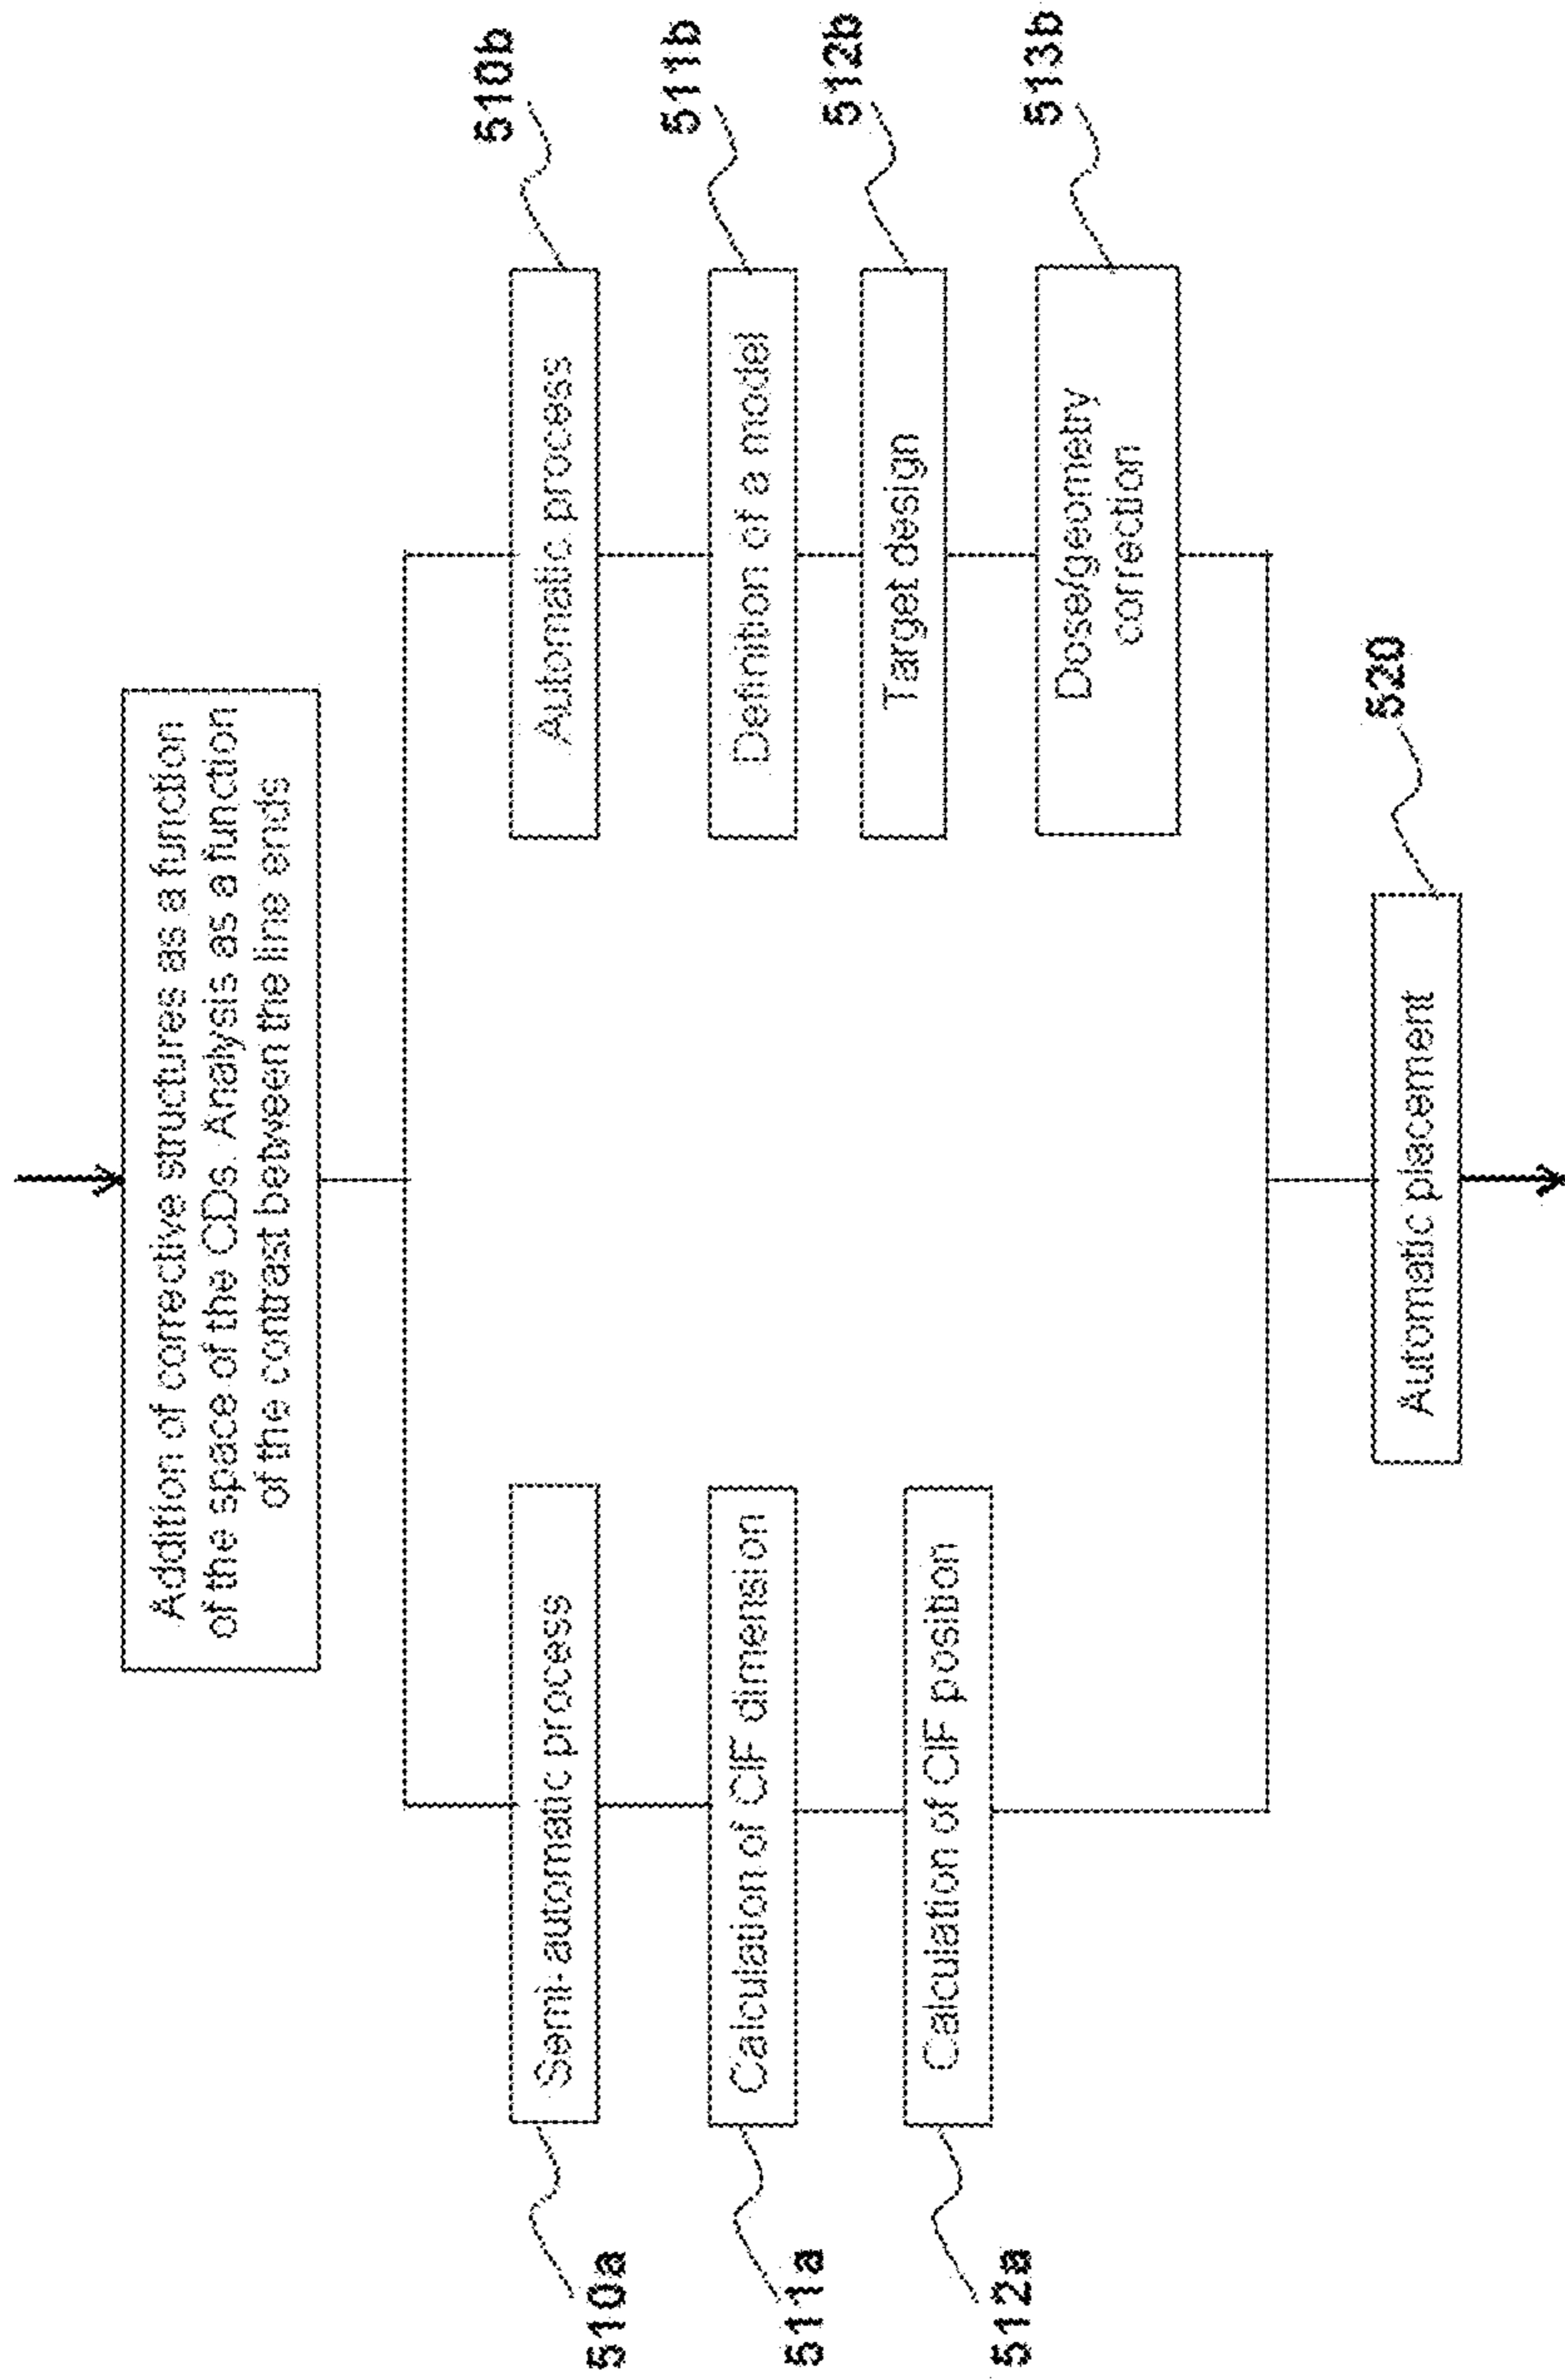 Addition of corrective structures as a function
of the space of the CDs. Analysis as a function
of the contrast between the line ends
510a
Semi-automatic process
Automatic process
510b
511a
Calculation of CIF dimension
Definition of a model
511b
512a
Calculation of CIF position
Target design
512b
Dose/geometry
correction
513b
Automatic placement
520